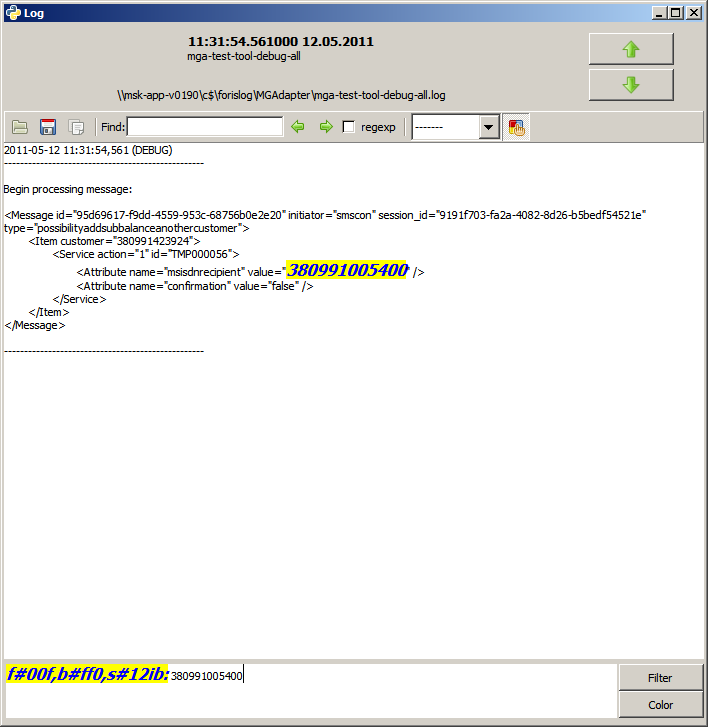 Log
11:31:54.561000 12.05.2011
mga-test-tool-debug-all
\\msk-app-v0190\c$\forislog\MGAdapter\mga-test-tool-debug-all.log
Find:
regexp
-------
2011-05-12 11:31:54,561 (DEBUG)
--------------------------------------------------
Begin processing message:
<Message id="95d69617-f9dd-4559-953c-68756b0e2e20" initiator="smscon" session_id="9191f703-fa2a-4082-8d26-b5bedf54521e"
type="possibilityaddsubbalanceanothercustomer">
<Item customer="380991423924">
<Service action="1" id="TMP000056">
<Attribute name="msisdnrecipient" value="380991005400" />
<Attribute name="confirmation" value="false" />
</Service>
</Item>
</Message>
--------------------------------------------------
f#00f,b#ff0,s#12ib:380991005400
Filter
Color